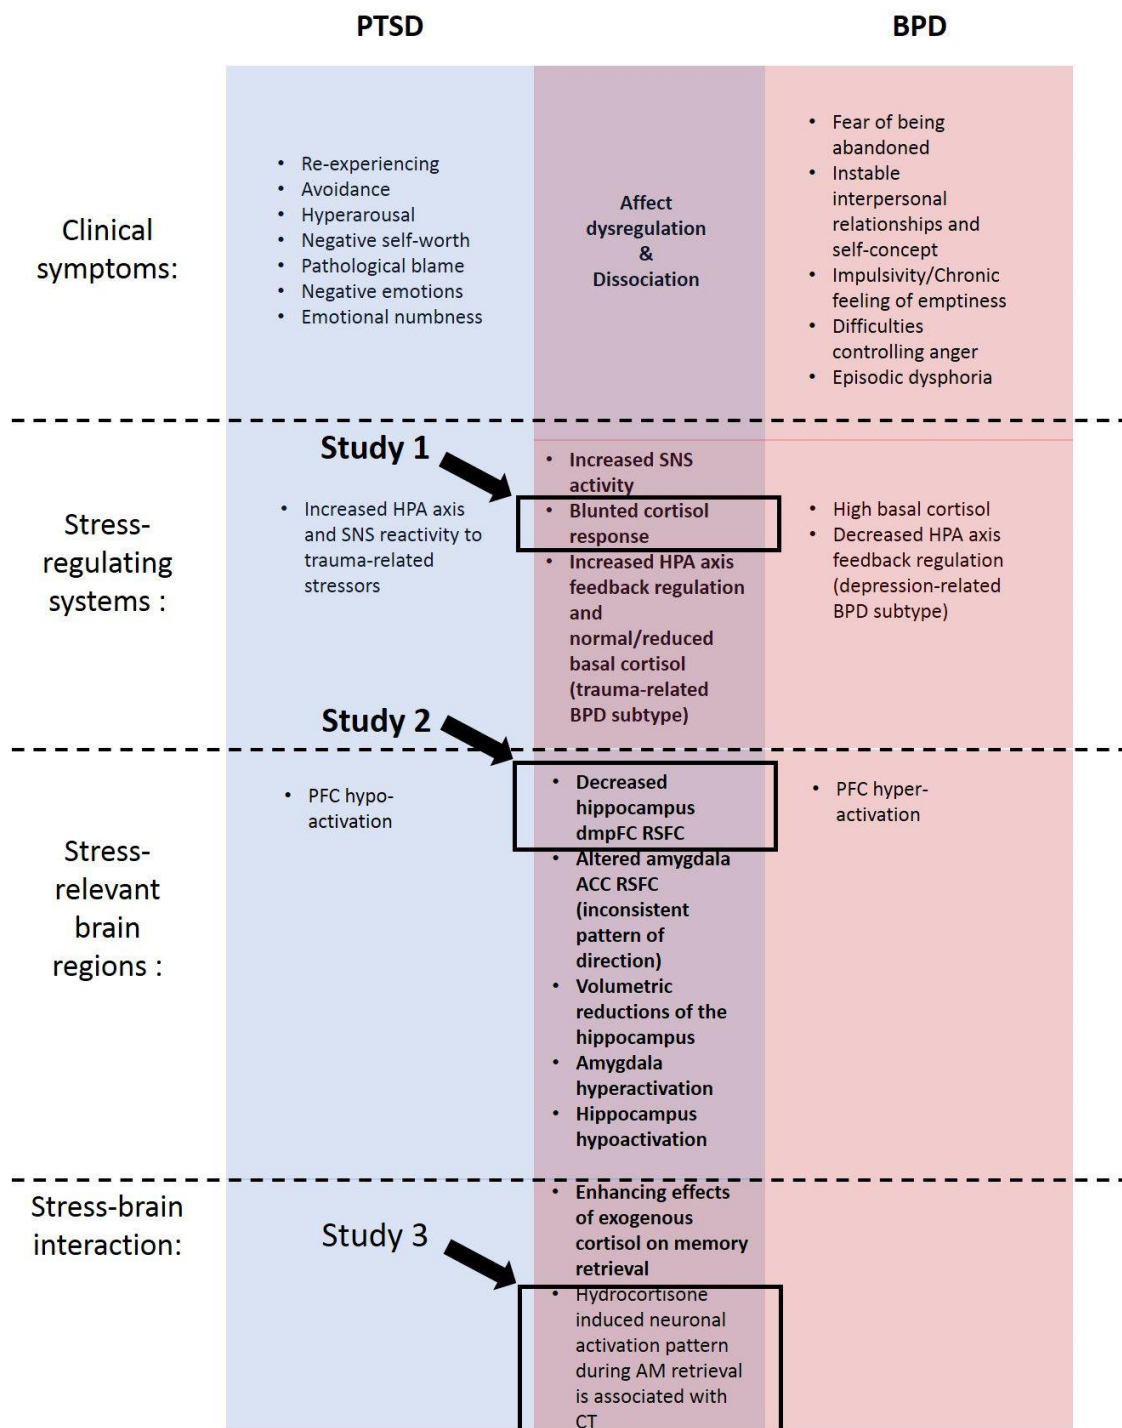 PTSD
BPD
Clinical
symptoms:
• Re-experiencing
• Avoidance
• Hyperarousal
• Negative self-worth
• Pathological blame
• Negative emotions
• Emotional numbness
Affect
dysregulation
&
Dissociation
• Fear of being
abandoned
• Instable
interpersonal
relationships and
self-concept
• Impulsivity/Chronic
feeling of emptiness
• Difficulties
controlling anger
• Episodic dysphoria
Stress-
regulating
systems :
Study 1
• Increased HPA axis
and SNS reactivity to
trauma-related
stressors
• Increased SNS
activity
• Blunted cortisol
response
• Increased HPA axis
feedback regulation
and
normal/reduced
basal cortisol
(trauma-related
BPD subtype)
• High basal cortisol
• Decreased HPA axis
feedback regulation
(depression-related
BPD subtype)
Stress-
relevant
brain
regions :
Study 2
• PFC hypo-
activation
• Decreased
hippocampus
dmpFC RSFC
• Altered amygdala
ACC RSFC
(inconsistent
pattern of
direction)
• Volumetric
reductions of the
hippocampus
• Amygdala
hyperactivation
• Hippocampus
hypoactivation
• PFC hyper-
activation
Stress-brain
interaction:
Study 3
• Enhancing effects
of exogenous
cortisol on memory
retrieval
• Hydrocortisone
induced neuronal
activation pattern
during AM retrieval
is associated with
CT